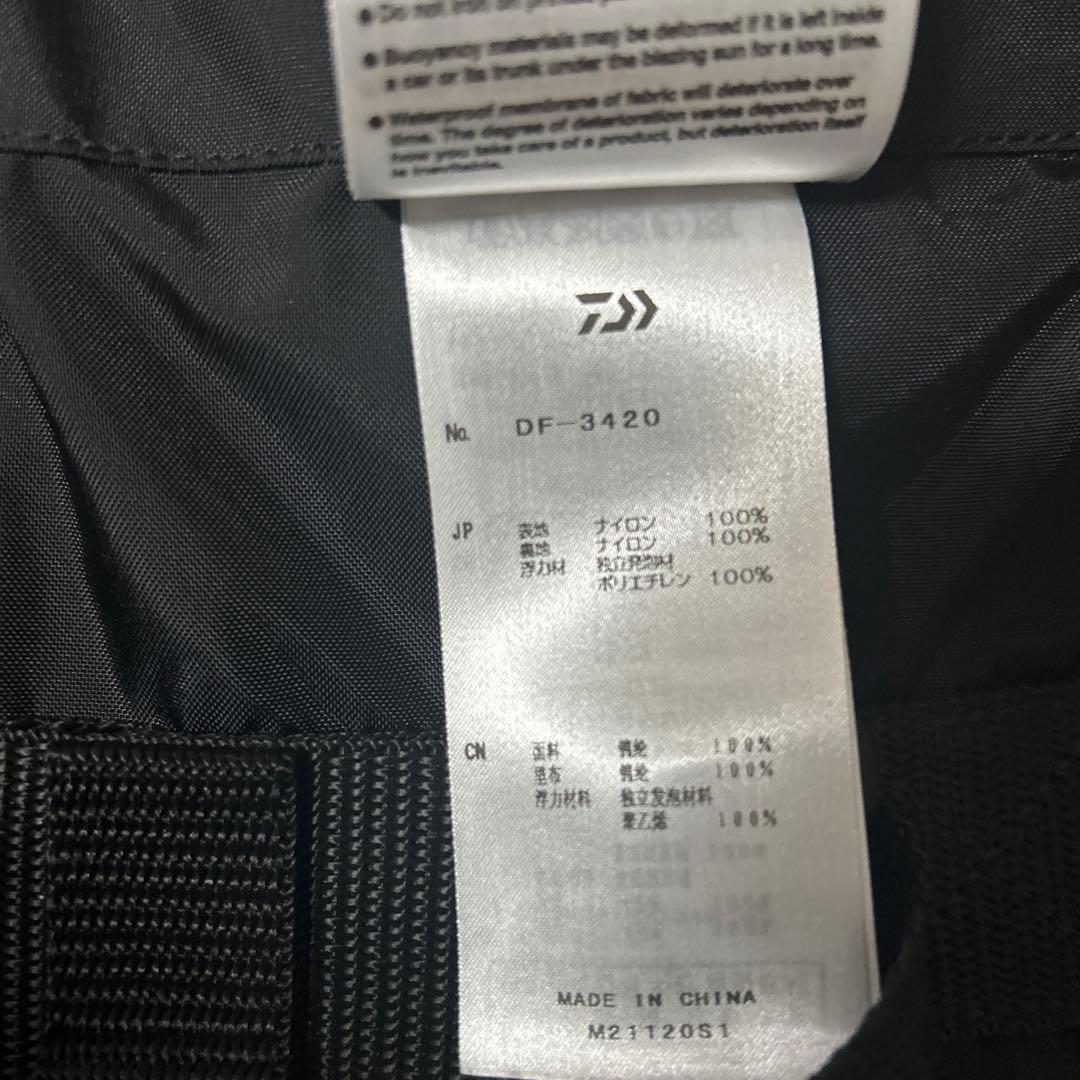 ● Do not iron on
● Buoyancy materials may be deformed if it is left inside
a car or its trunk under the blazing sun for a long time.
● Waterproof membrane of fabric will deteriorate over
time. The degree of deterioration varies depending on
how you take care of a product, but deterioration itself
is inevitable.
No. DF-3420
JP 表地 ナイロン 100%
裏地 ナイロン 100%
浮力材 独立発泡材
ポリエチレン 100%
CN 面料 锦纶 100%
里布 锦纶 100%
浮力材料 独立发泡材料
聚乙烯 100%
MADE IN CHINA
M21120S1